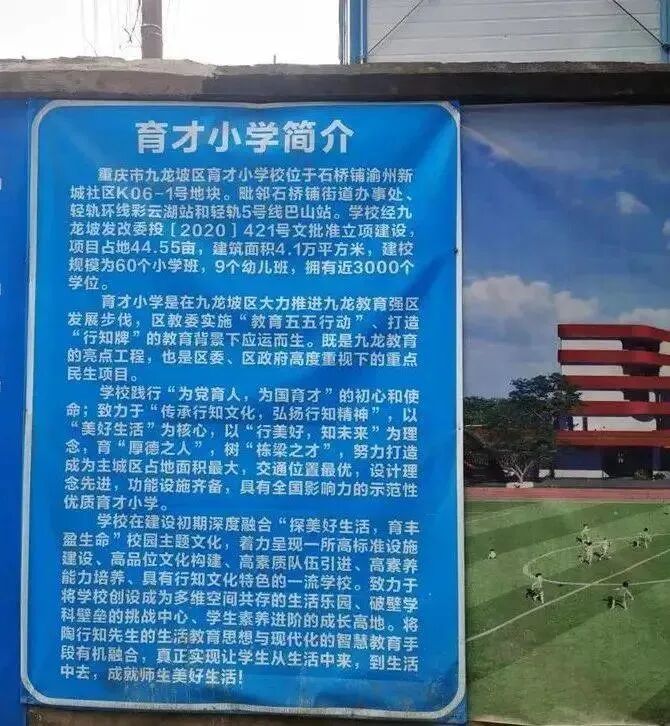 育才小学简介
重庆市九龙坡区育才小学校位于石桥铺渝州新
城社区K06-1号地块。毗邻石桥铺街道办事处、
轻轨环线彩云湖站和轻轨5号线巴山站。学校经九
龙坡发改委投[2020]421号文批准立项建设，
项目占地44.55亩，建筑面积4.1万平方米，建校
规模为60个小学班，9个幼儿班，拥有近3000个
学位。
育才小学是在九龙坡区大力推进九龙教育强区
发展步伐，区教委实施“教育五五行动”、打造
“行知牌”的教育背景下应运而生。既是九龙教育
的亮点工程，也是区委、区政府高度重视下的重点
民生项目。
学校践行“为党育人，为国育才”的初心和使
命；致力于“传承行知文化，弘扬行知精神”，以
“美好生活”为核心，以“行美好，知未来”为理
念，育“厚德之人”，树“栋梁之才”，努力打造
成为主城区占地面积最大，交通位置最优，设计理
念先进，功能设施齐备，具有全国影响力的示范性
优质育才小学。
学校在建设初期深度融合“探美好生活，育丰
盈生命”校园主题文化，着力呈现一所高标准设施
建设、高品位文化构建、高素质队伍引进、高素养
能力培养、具有行知文化特色的一流学校。致力于
将学校创设成为多维空间共存的生活乐园、破壁学
科壁垒的挑战中心、学生素养进阶的成长高地。将
陶行知先生的生活教育思想与现代化的智慧教育手
段有机融合，真正实现让学生从生活中来，到生活
中去，成就师生美好生活！